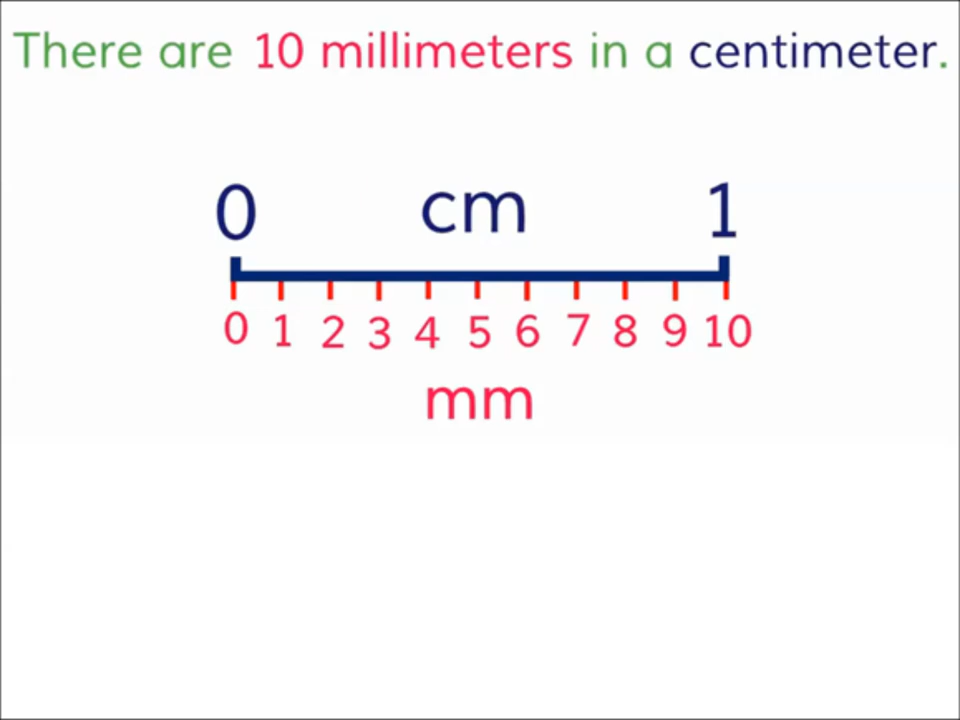 There are 10 millimeters in a centimeter.
0 cm 1
0 1 2 3 4 5 6 7 8 9 10
mm